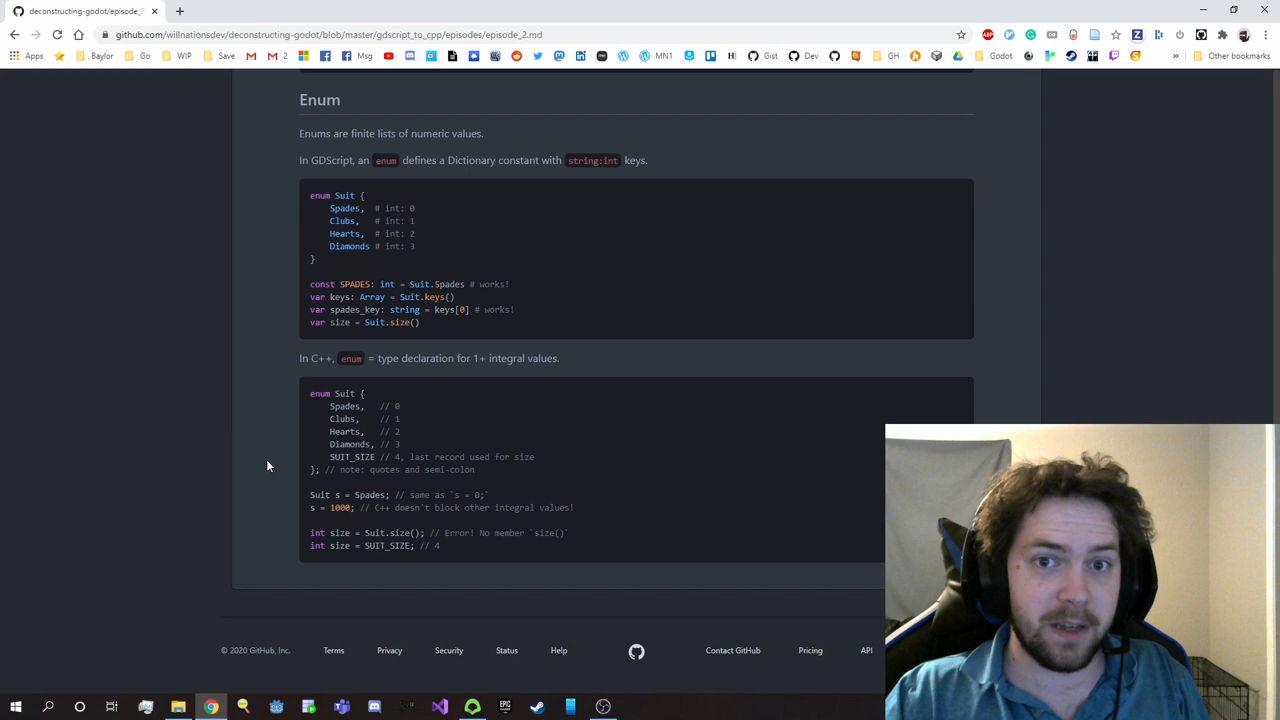 deconstructing-godot/episode_2
github.com/willnationsdev/deconstructing-godot/blob/master/gdscript_to_cpp/episodes/episode_2.md
Apps Baylor Go WIP Save 1 2 Msg MN1 H Gist Dev GH Godot » Other bookmarks
Enum
Enums are finite lists of numeric values.
In GDScript, an enum defines a Dictionary constant with string:int keys.
enum Suit {
Spades, # int: 0
Clubs, # int: 1
Hearts, # int: 2
Diamonds # int: 3
}
const SPADES: int = Suit.Spades # works!
var keys: Array = Suit.keys()
var spades_key: string = keys[0] # works!
var size = Suit.size()
In C++, enum = type declaration for 1+ integral values.
enum Suit {
Spades, // 0
Clubs, // 1
Hearts, // 2
Diamonds, // 3
SUIT_SIZE // 4, last record used for size
}; // note: quotes and semi-colon
Suit s = Spades; // same as `s = 0;`
s = 1000; // C++ doesn't block other integral values!
int size = Suit.size(); // Error! No member `size()`
int size = SUIT_SIZE; // 4
© 2020 GitHub, Inc. Terms Privacy Security Status Help Contact GitHub Pricing API
EPIC